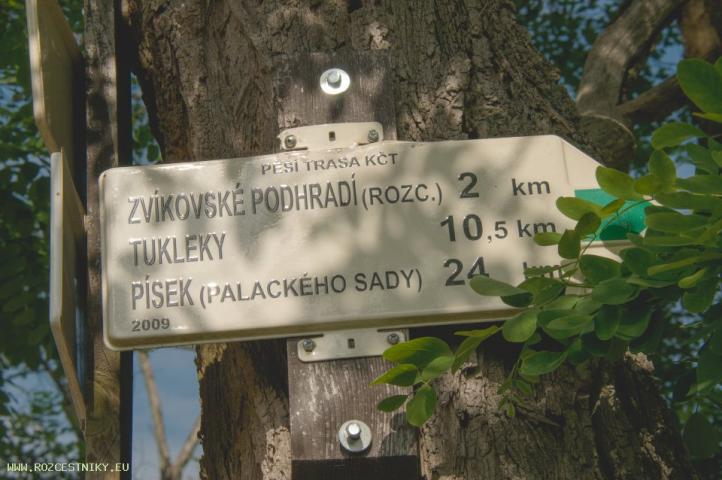 PĚŠÍ TRASA KČT
ZVÍKOVSKÉ PODHRADÍ (ROZC.) 2 km
TUKLEKY 10,5 km
PÍSEK (PALACKÉHO SADY) 24
2009
WWW.ROZCESTNIKY.EU